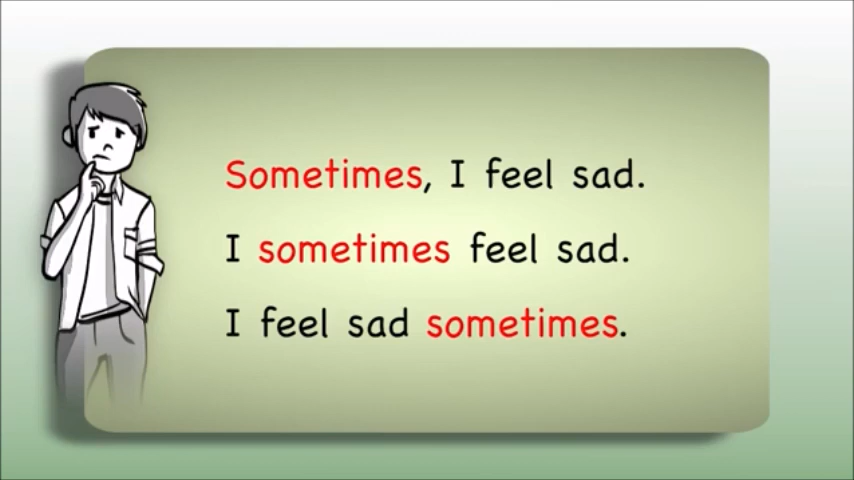 Sometimes, I feel sad.
I sometimes feel sad.
I feel sad sometimes.